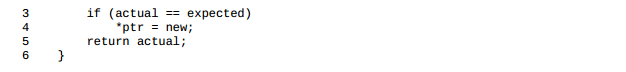 3        if (actual == expected)
4            *ptr = new;
5        return actual;
6    }